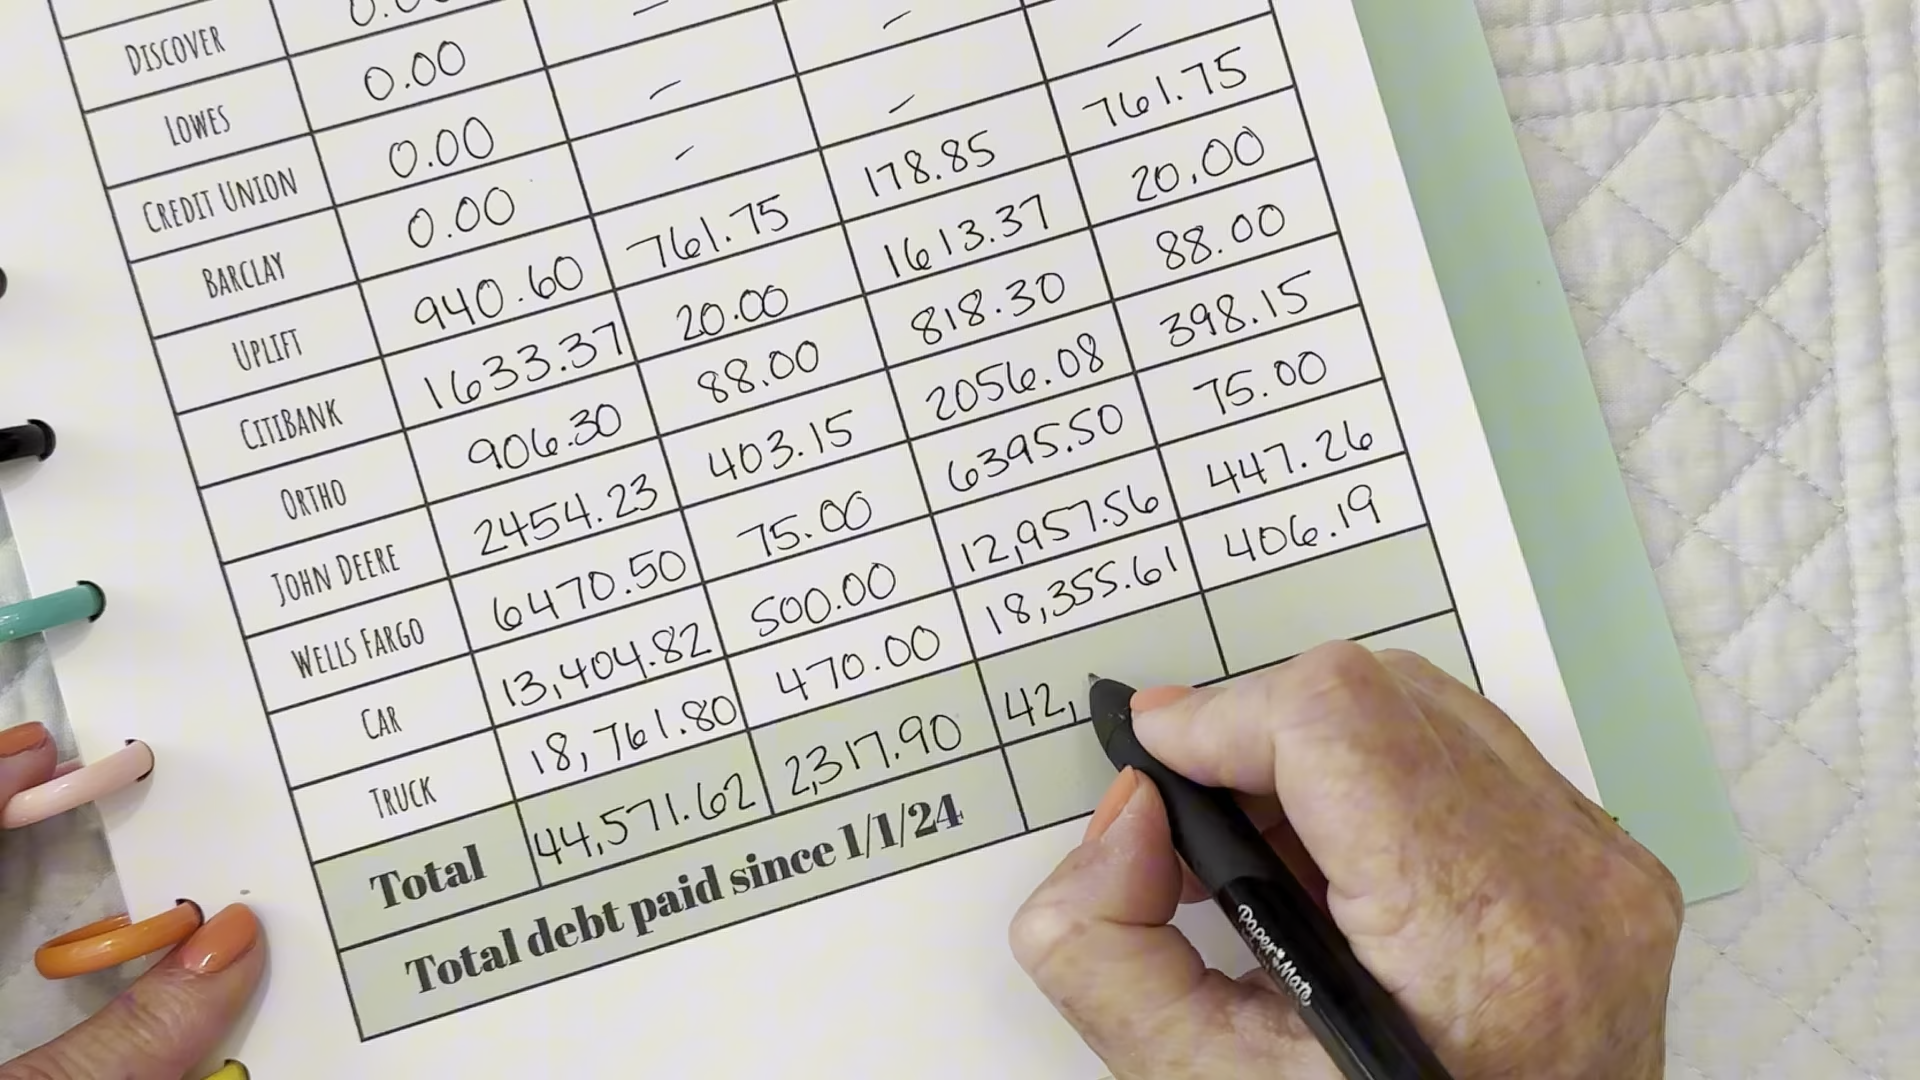 DISCOVER 0.0
LOWES 0.00 –
CREDIT UNION 0.00 – –
BARCLAY 0.00 – – –
UPLIFT 940.60 761.75 178.85 761.75
CITIBANK 1633.37 20.00 1613.37 20.00
ORTHO 906.30 88.00 818.30 88.00
JOHN DEERE 2454.23 403.15 2056.08 398.15
WELLS FARGO 6470.50 75.00 6395.50 75.00
CAR 13,404.82 500.00 12,957.56 447.26
TRUCK 18,761.80 470.00 18,355.61 406.19
Total 44,571.62 2,317.90 42,
Total debt paid since 1/1/24
Paper Mate